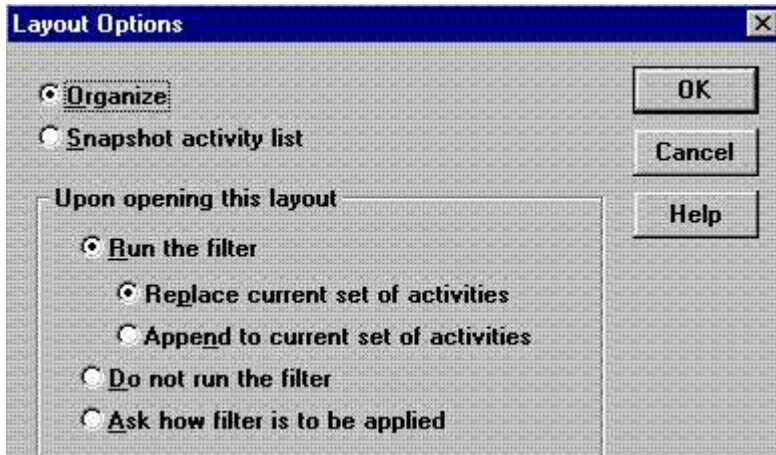 Layout Options
Organize
OK
Snapshot activity list
Cancel
Upon opening this layout
Help
Run the filter
Replace current set of activities
Append to current set of activities
Do not run the filter
Ask how filter is to be applied